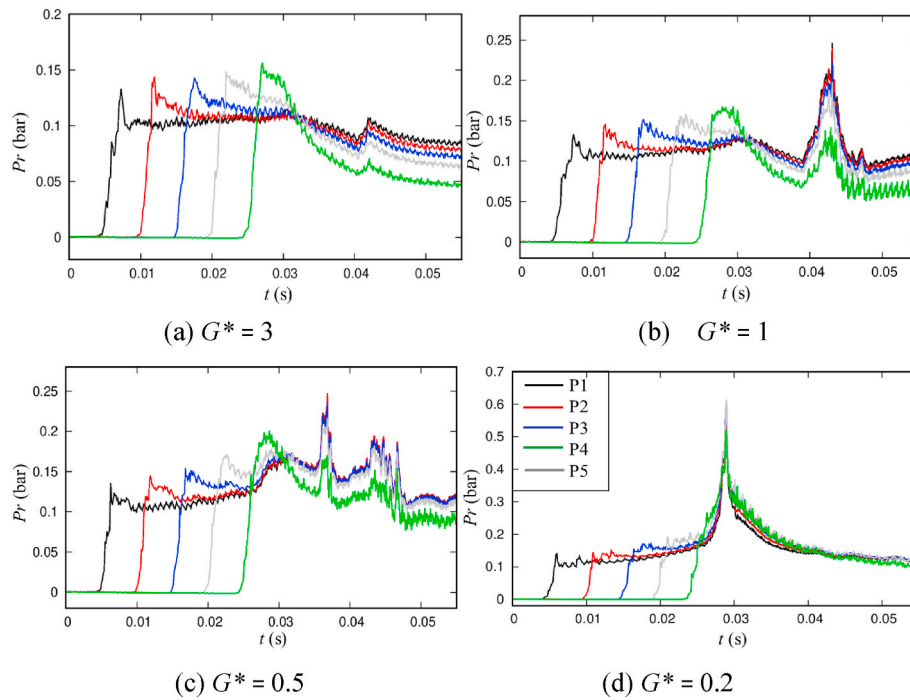 0.2
0.15
0.1
0.05
0
Pr (bar)
0 0.01 0.02 0.03 0.04 0.05
t (s)
(a) G* = 3
0.25
0.2
0.15
0.1
0.05
0
Pr (bar)
0 0.01 0.02 0.03 0.04 0.05
t (s)
(b) G* = 1
0.25
0.2
0.15
0.1
0.05
0
Pr (bar)
0 0.01 0.02 0.03 0.04 0.05
t (s)
(c) G* = 0.5
0.7
0.6
0.5
0.4
0.3
0.2
0.1
0
Pr (bar)
P1
P2
P3
P4
P5
0 0.01 0.02 0.03 0.04 0.05
t (s)
(d) G* = 0.2